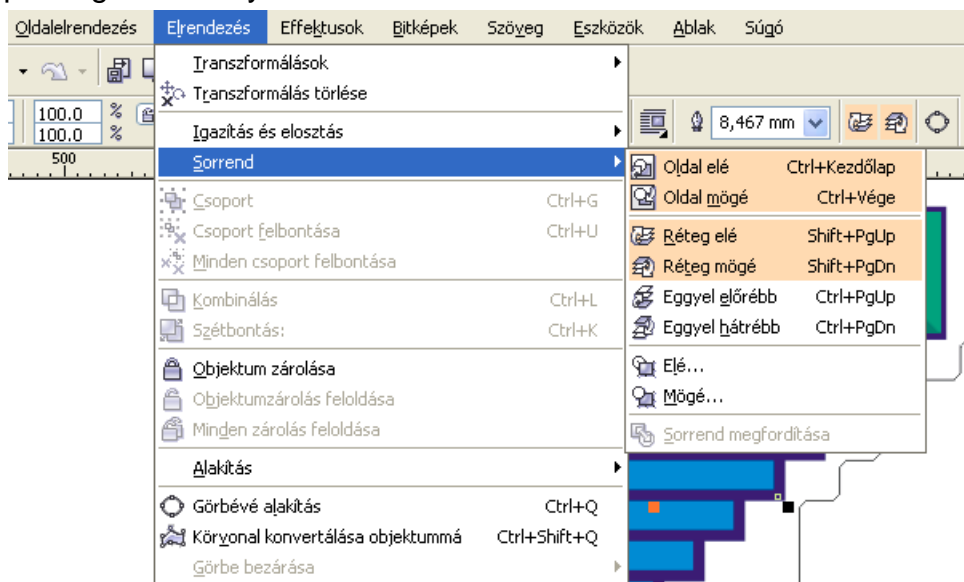 Oldalelrendezés Elrendezés Effektusok Bitképek Szöveg Eszközök Ablak Súgó
Transzformálások
Transzformálás törlése
100.0 %
100.0 %
8,467 mm
500
Igazítás és elosztás
Sorrend
Oldal elé Ctrl+Kezdőlap
Oldal mögé Ctrl+Vége
Réteg elé Shift+PgUp
Réteg mögé Shift+PgDn
Eggyel előrébb Ctrl+PgUp
Eggyel hátrébb Ctrl+PgDn
Elé...
Mögé...
Sorrend megfordítása
Csoport Ctrl+G
Csoport felbontása Ctrl+U
Minden csoport felbontása
Kombinálás Ctrl+L
Szétbontás: Ctrl+K
Objektum zárolása
Objektumzárolás feloldása
Minden zárolás feloldása
Alakítás
Görbévé alakítás Ctrl+Q
Körvonal konvertálása objektummá Ctrl+Shift+Q
Görbe bezárása